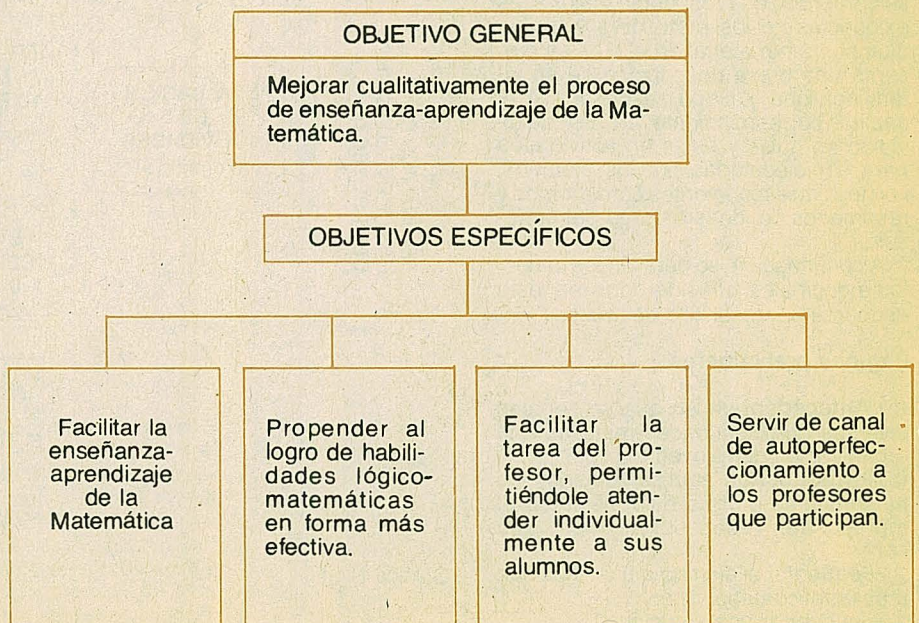 OBJETIVO GENERAL
Mejorar cualitativamente el proceso
de enseñanza-aprendizaje de la Ma-
temática.
OBJETIVOS ESPECÍFICOS
Facilitar la
enseñanza-
aprendizaje
de la
Matemática
Propender al
logro de habili-
dades lógico-
matemáticas
en forma más
efectiva.
Facilitar la
tarea del pro-
fesor, permi-
tiéndole aten-
der individual-
mente a sus
alumnos.
Servir de canal
de autoperfec-
cionamiento a
los profesores
que participan.